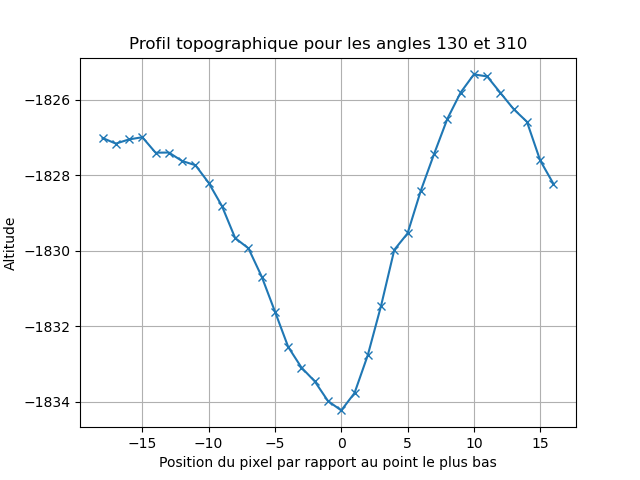 Profil topographique pour les angles 130 et 310
Altitude
−1826
−1828
−1830
−1832
−1834
−15 −10 −5 0 5 10 15
Position du pixel par rapport au point le plus bas